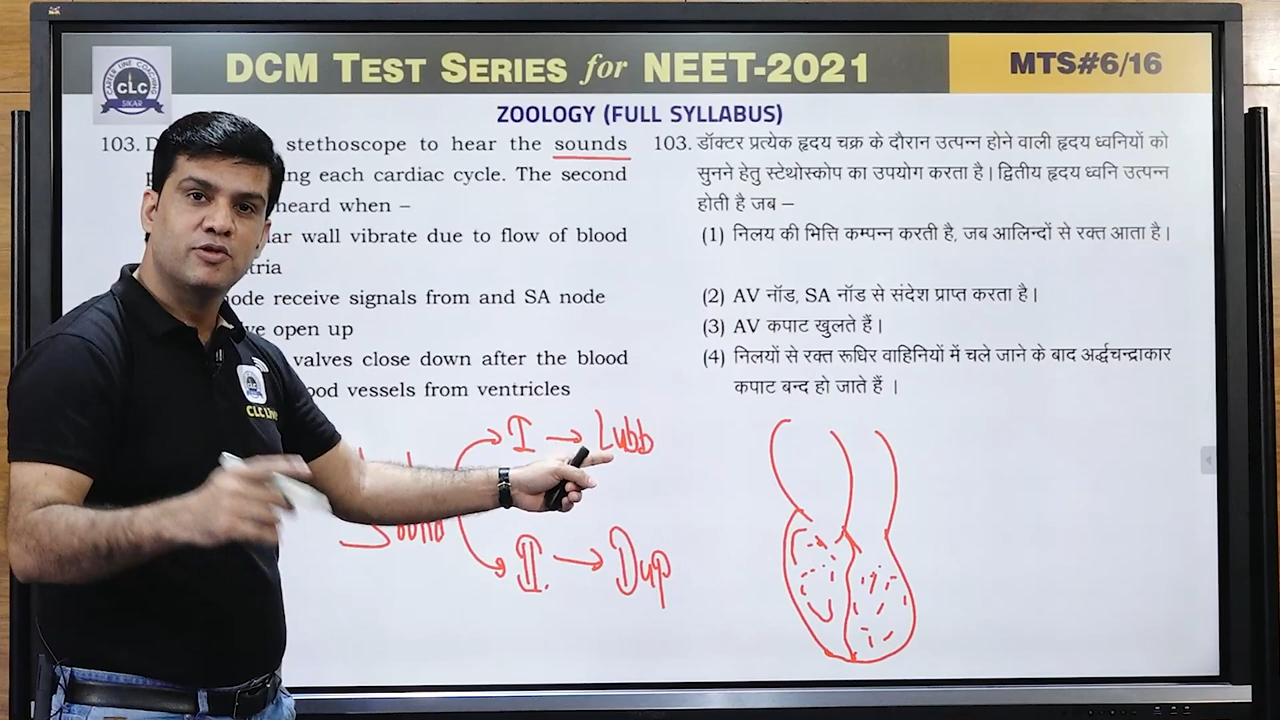 DCM TEST SERIES for NEET-2021
MTS#6/16
CAREER LINE COACHING
CLC
SIKAR
ZOOLOGY (FULL SYLLABUS)
103. stethoscope to hear the sounds
each cardiac cycle. The second
heard when –
wall vibrate due to flow of blood
node receive signals from and SA node
open up
valves close down after the blood
vessels from ventricles
103. डॉक्टर प्रत्येक हृदय चक्र के दौरान उत्पन्न होने वाली हृदय ध्वनियों को
सुनने हेतु स्टेथोस्कोप का उपयोग करता है। द्वितीय हृदय ध्वनि उत्पन्न
होती है जब –
(1) निलय की भित्ति कम्पन्न करती है, जब आलिन्दों से रक्त आता है।
(2) AV नॉड, SA नॉड से संदेश प्राप्त करता है।
(3) AV कपाट खुलते हैं।
(4) निलयों से रक्त रूधिर वाहिनियों में चले जाने के बाद अर्द्धचन्द्राकार
कपाट बन्द हो जाते हैं ।
I → Lubb
Sound
II. → Dup
CLC